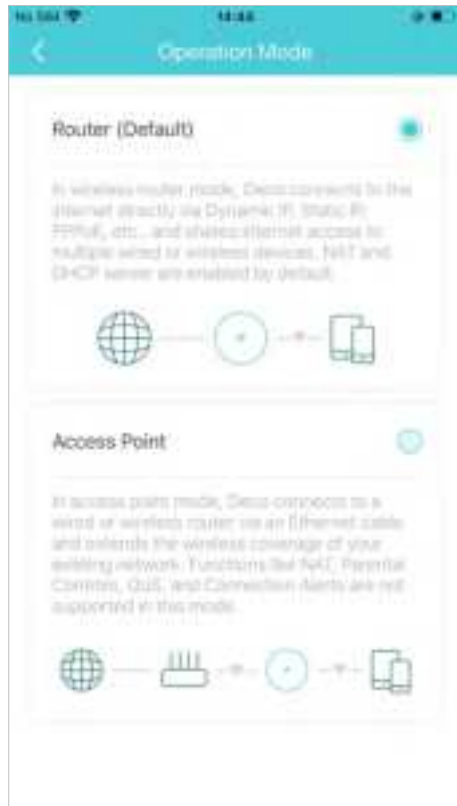 No SIM 14:44
Operation Mode
Router (Default)
In wireless router mode, Deco connects to the
internet directly via Dynamic IP, Static IP,
PPPoE, etc., and shares internet access to
multiple wired or wireless devices. NAT and
DHCP server are enabled by default.
Access Point
In access point mode, Deco connects to a
wired or wireless router via an Ethernet cable
and extends the wireless coverage of your
existing network. Functions like NAT, Parental
Controls, QoS, and Connection Alerts are not
supported in this mode.